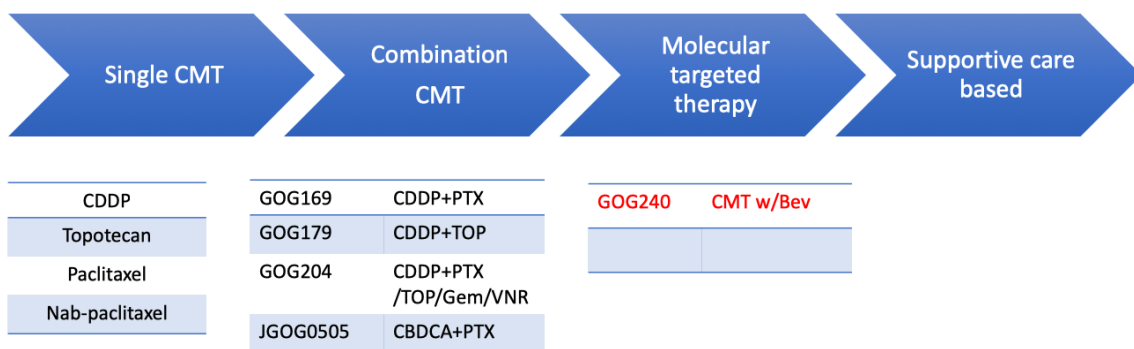 Single CMT
Combination
CMT
Molecular
targeted
therapy
Supportive care
based
CDDP
Topotecan
Paclitaxel
Nab-paclitaxel
GOG169 CDDP+PTX
GOG179 CDDP+TOP
GOG204 CDDP+PTX
/TOP/Gem/VNR
JGOG0505 CBDCA+PTX
GOG240 CMT w/Bev